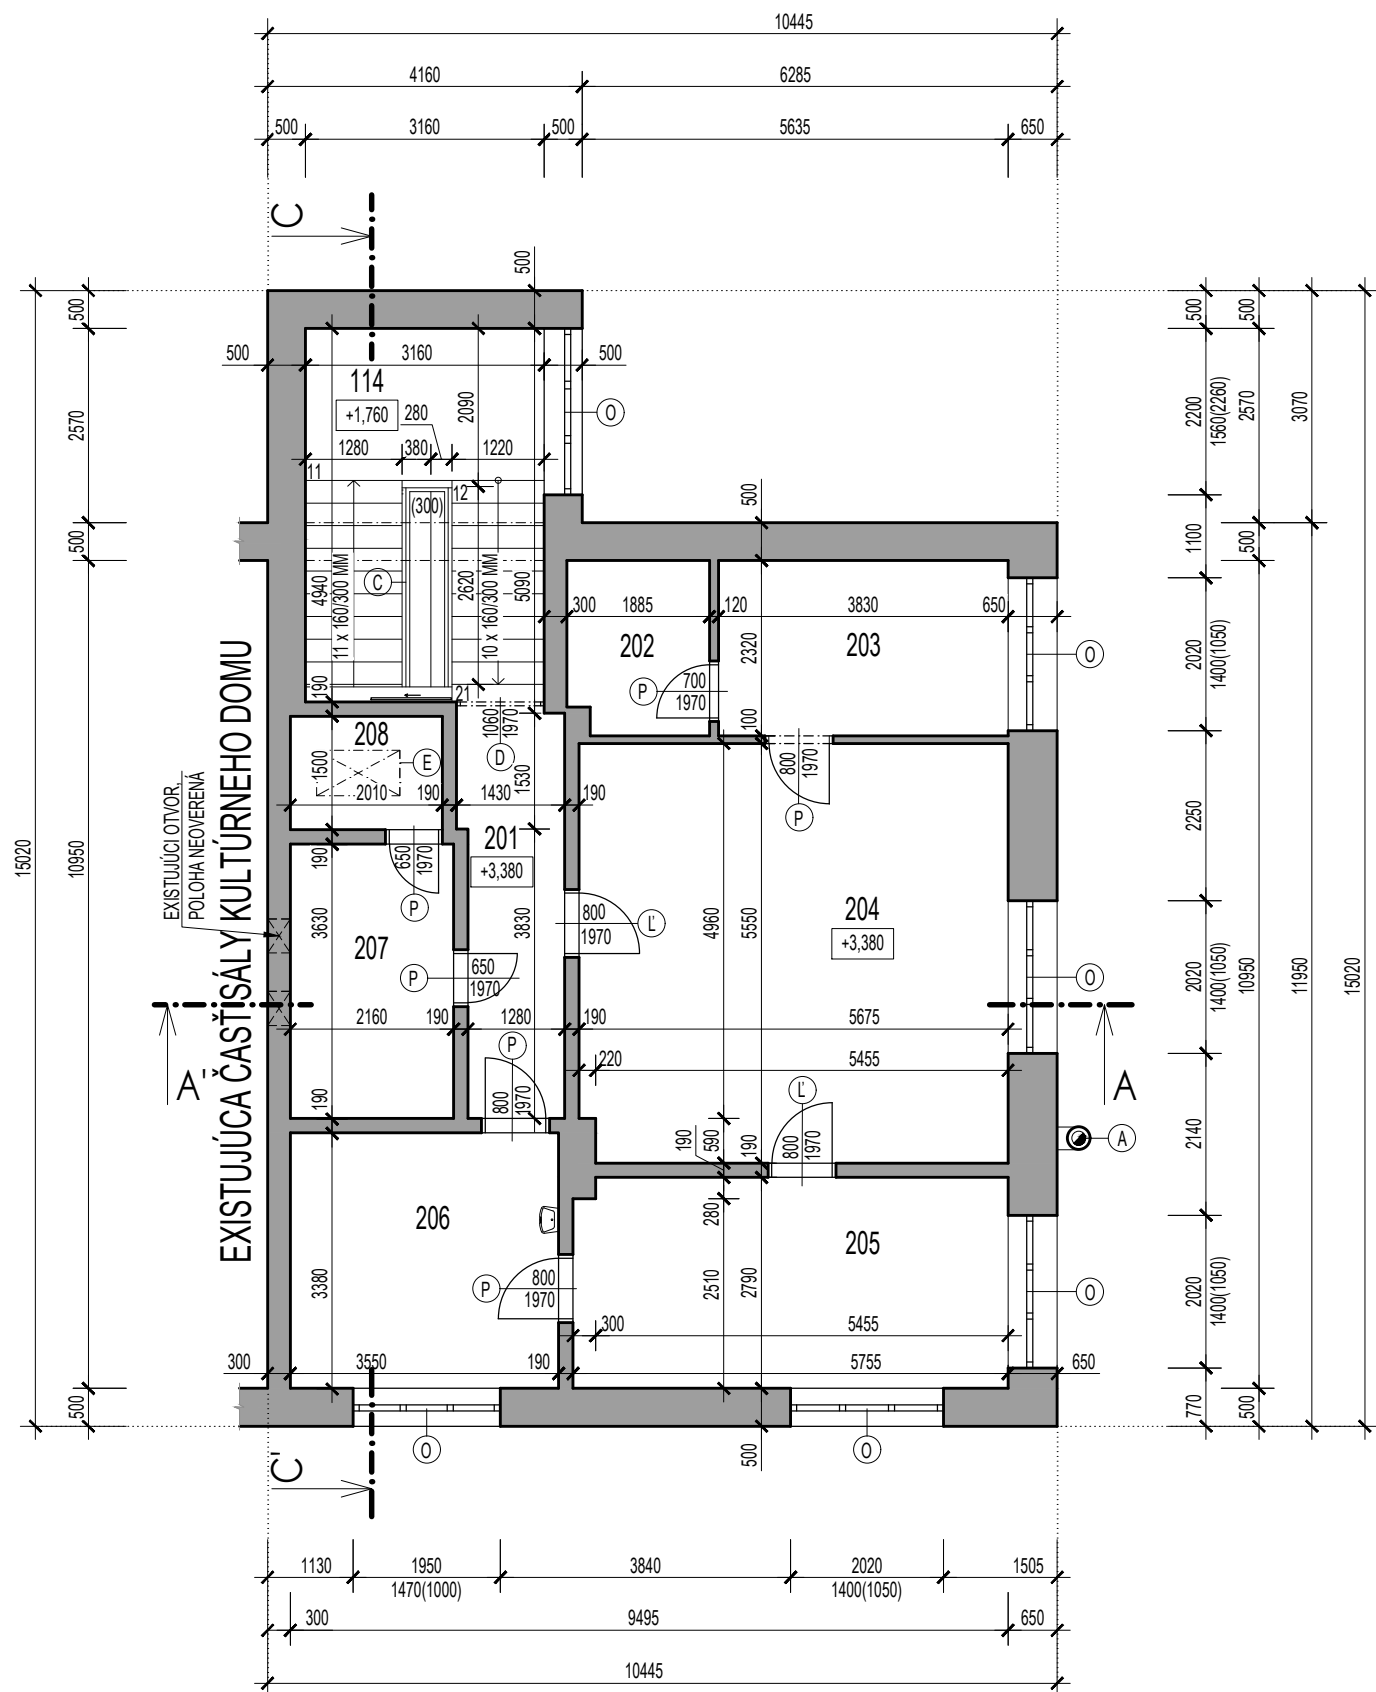 10445
4160 6285
500 3160 500 5635 650
C
500
500 3160 500
114
+1,760
280
2090
1280 380 1220
11
12
(300)
O
C
4940
11 x 160/300 MM
2620
10 x 160/300 MM
5090
190
21
1060
1970
D
500
300 1885 120 3830 650
202
203
2320
700
1970
P
100
O
208
1500
E
2010 190 1430 190
1530
201
+3,380
800
1970
P
190
650
1970
P
3630
207
3830
800
1970
Ľ
4960
5550
204
+3,380
650
1970
P
O
2160 190 1280 190 5675
P
220 5455
800
1970
190
Ľ
800
1970
190
590
190
A
A'
A
206
280
205
800
1970
P
3380
2510
2790
O
300 5455
300 3550 190 5755 650
O
O
500
C'
EXISTUJÚCI OTVOR,
POLOHA NEOVERENÁ
EXISTUJÚCA ČASŤ SÁLY KULTÚRNEHO DOMU
15020
500
2570
500
10950
500
500
2200
1560(2260)
1100
2020
1400(1050)
2250
2020
1400(1050)
2140
2020
1400(1050)
770
500
2570
500
10950
500
3070
11950
15020
1130 1950 3840 2020 1505
1470(1000) 1400(1050)
300 9495 650
10445